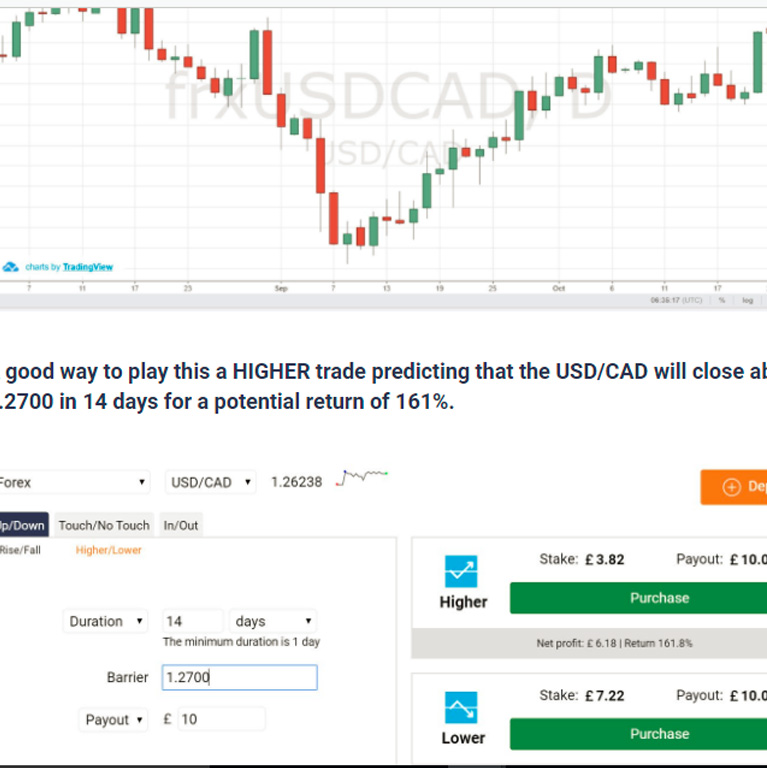 frxUSDCAD, D
USD/CAD
charts by TradingView
7 11 17 23 Sep 7 13 19 25 Oct 6 11 17
06:36:17 (UTC) % log
good way to play this a HIGHER trade predicting that the USD/CAD will close
.2700 in 14 days for a potential return of 161%.
Forex USD/CAD 1.26238
Up/Down Touch/No Touch In/Out
Rise/Fall Higher/Lower
Duration 14 days
The minimum duration is 1 day
Barrier 1.2700
Payout £ 10
Stake: £ 3.82 Payout: £ 10.0
Higher Purchase
Net profit: £ 6.18 | Return 161.8%
Stake: £ 7.22 Payout: £ 10.0
Lower Purchase